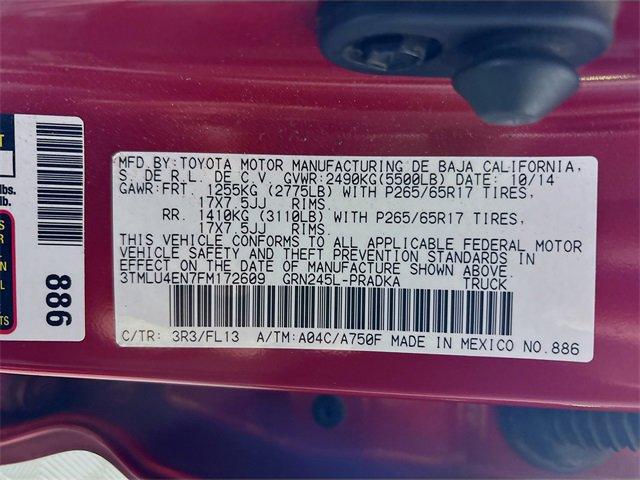 MFD.BY:TOYOTA MOTOR MANUFACTURING DE BAJA CALIFORNIA,
S. DE R.L. DE C.V. GVWR:2490KG(5500LB) DATE: 10/14
GAWR:FRT. 1255KG (2775LB) WITH P265/65R17 TIRES,
17X7.5JJ RIMS.
RR. 1410KG (3110LB) WITH P265/65R17 TIRES,
17X7.5JJ RIMS.
THIS VEHICLE CONFORMS TO ALL APPLICABLE FEDERAL MOTOR
VEHICLE SAFETY AND THEFT PREVENTION STANDARDS IN
EFFECT ON THE DATE OF MANUFACTURE SHOWN ABOVE.
3TMLU4EN7FM172609 GRN245L-PRADKA TRUCK
C/TR: 3R3/FL13 A/TM:A04C/A750F MADE IN MEXICO NO.886
886
lbs.
lb.